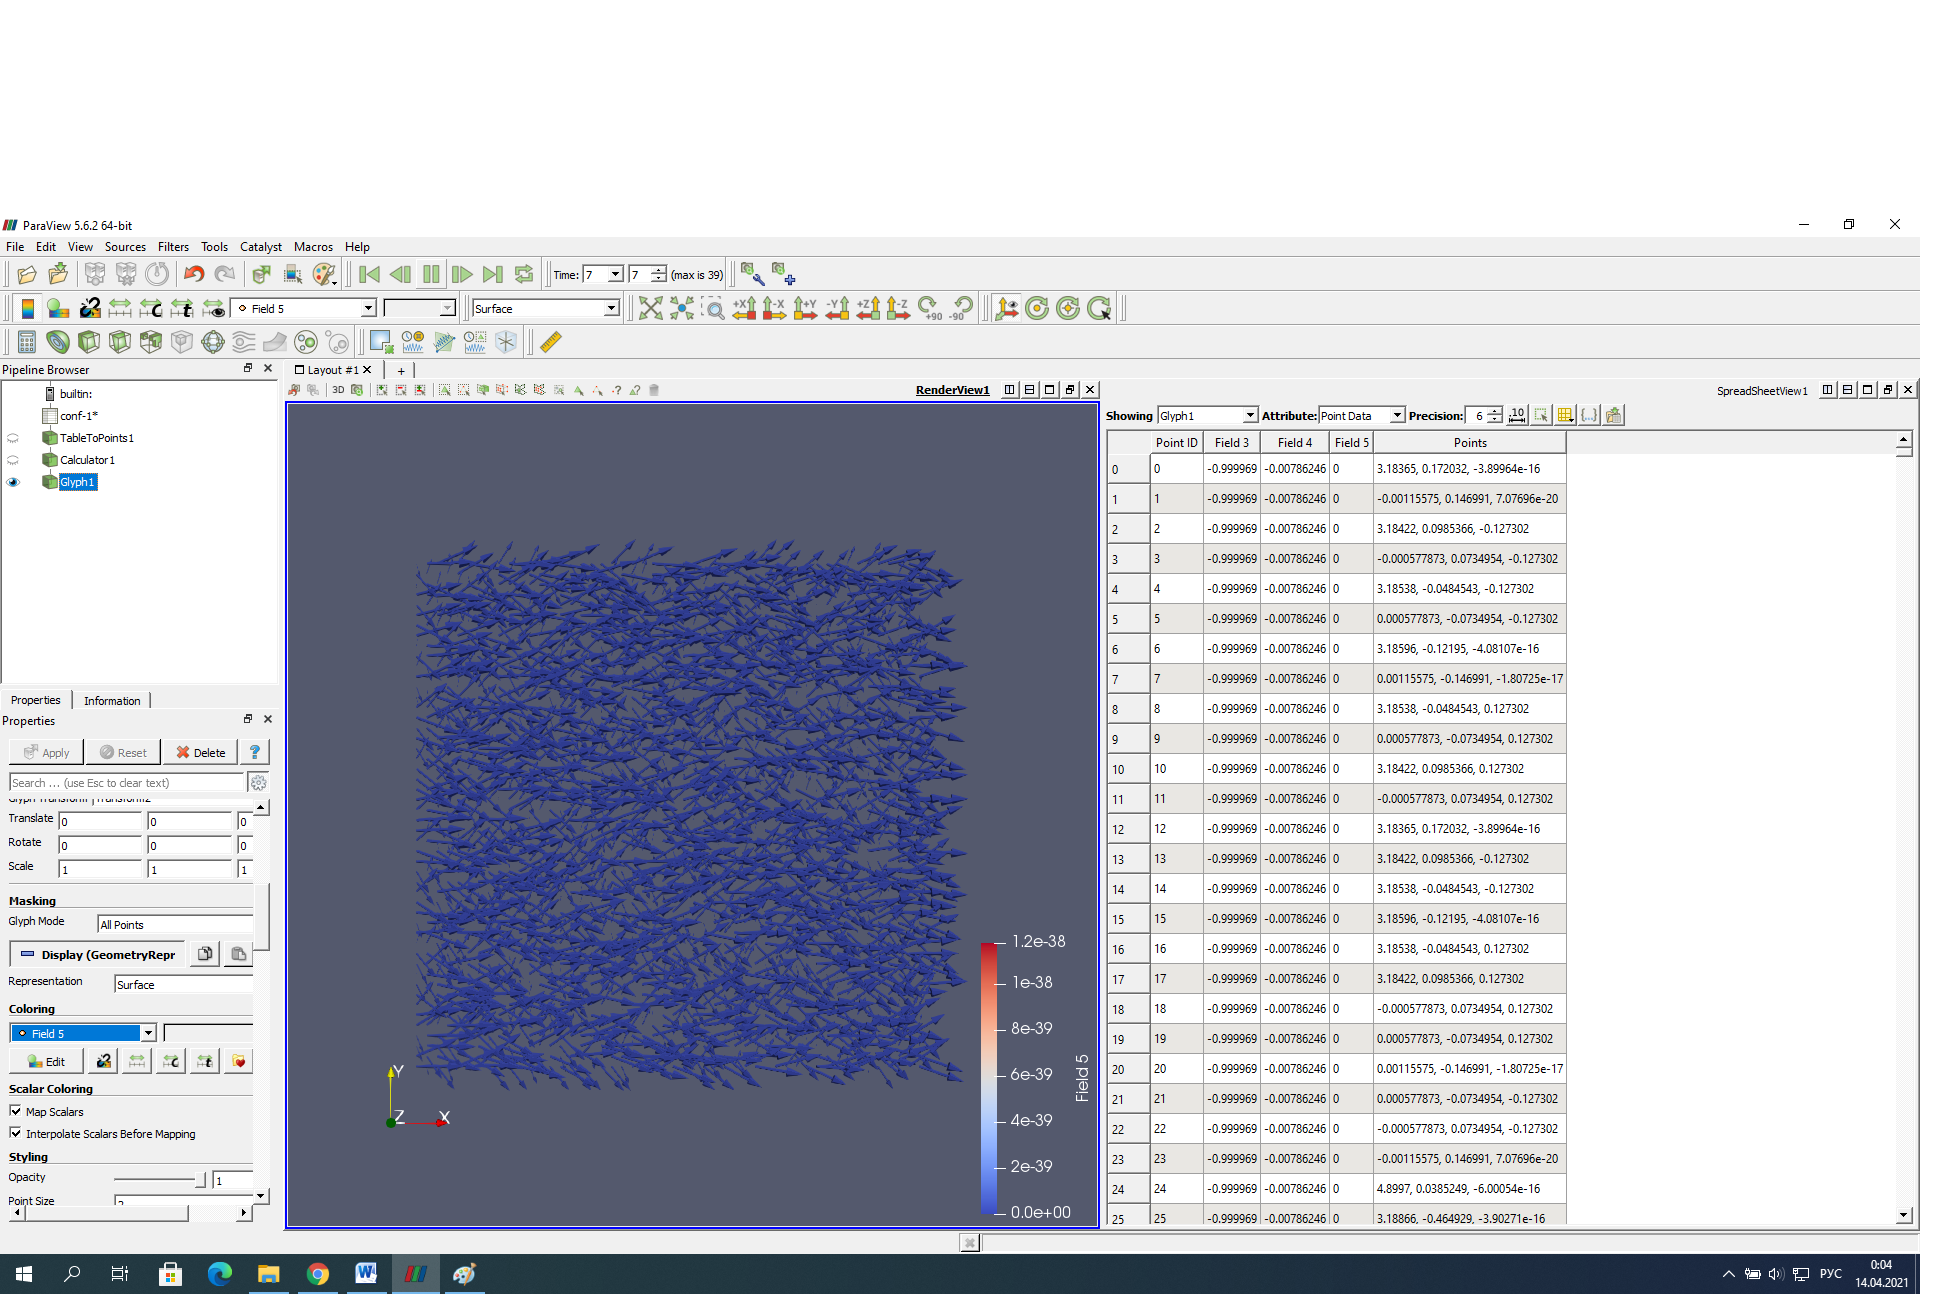 ParaView 5.6.2 64-bit
File Edit View Sources Filters Tools Catalyst Macros Help
Time: 7 7 (max is 39)
Field 5 Surface +X -X +Y -Y +Z -Z +90 -90
Pipeline Browser
builtin:
conf-1*
TableToPoints1
Calculator1
Glyph1
Properties Information
Properties
Apply Reset Delete ?
Search ... (use Esc to clear text)
Glyph Transform Transform2
Translate 0 0 0
Rotate 0 0 0
Scale 1 1 1
Masking
Glyph Mode All Points
Display (GeometryRepr
Representation Surface
Coloring
Field 5
Edit
Scalar Coloring
Map Scalars
Interpolate Scalars Before Mapping
Styling
Opacity 1
Point Size 2
Layout #1 +
3D RenderView1
1.2e-38
1e-38
8e-39
6e-39
4e-39
2e-39
0.0e+00
Field 5
Y
Z X
SpreadSheetView1
Showing Glyph1 Attribute: Point Data Precision: 6
Point ID Field 3 Field 4 Field 5 Points
0 0 -0.999969 -0.00786246 0 3.18365, 0.172032, -3.89964e-16
1 1 -0.999969 -0.00786246 0 -0.00115575, 0.146991, 7.07696e-20
2 2 -0.999969 -0.00786246 0 3.18422, 0.0985366, -0.127302
3 3 -0.999969 -0.00786246 0 -0.000577873, 0.0734954, -0.127302
4 4 -0.999969 -0.00786246 0 3.18538, -0.0484543, -0.127302
5 5 -0.999969 -0.00786246 0 0.000577873, -0.0734954, -0.127302
6 6 -0.999969 -0.00786246 0 3.18596, -0.12195, -4.08107e-16
7 7 -0.999969 -0.00786246 0 0.00115575, -0.146991, -1.80725e-17
8 8 -0.999969 -0.00786246 0 3.18538, -0.0484543, 0.127302
9 9 -0.999969 -0.00786246 0 0.000577873, -0.0734954, 0.127302
10 10 -0.999969 -0.00786246 0 3.18422, 0.0985366, 0.127302
11 11 -0.999969 -0.00786246 0 -0.000577873, 0.0734954, 0.127302
12 12 -0.999969 -0.00786246 0 3.18365, 0.172032, -3.89964e-16
13 13 -0.999969 -0.00786246 0 3.18422, 0.0985366, -0.127302
14 14 -0.999969 -0.00786246 0 3.18538, -0.0484543, -0.127302
15 15 -0.999969 -0.00786246 0 3.18596, -0.12195, -4.08107e-16
16 16 -0.999969 -0.00786246 0 3.18538, -0.0484543, 0.127302
17 17 -0.999969 -0.00786246 0 3.18422, 0.0985366, 0.127302
18 18 -0.999969 -0.00786246 0 -0.000577873, 0.0734954, 0.127302
19 19 -0.999969 -0.00786246 0 0.000577873, -0.0734954, 0.127302
20 20 -0.999969 -0.00786246 0 0.00115575, -0.146991, -1.80725e-17
21 21 -0.999969 -0.00786246 0 0.000577873, -0.0734954, -0.127302
22 22 -0.999969 -0.00786246 0 -0.000577873, 0.0734954, -0.127302
23 23 -0.999969 -0.00786246 0 -0.00115575, 0.146991, 7.07696e-20
24 24 -0.999969 -0.00786246 0 4.8997, 0.0385249, -6.00054e-16
25 25 -0.999969 -0.00786246 0 3.18866, -0.464929, -3.90271e-16
РУС
0:04
14.04.2021